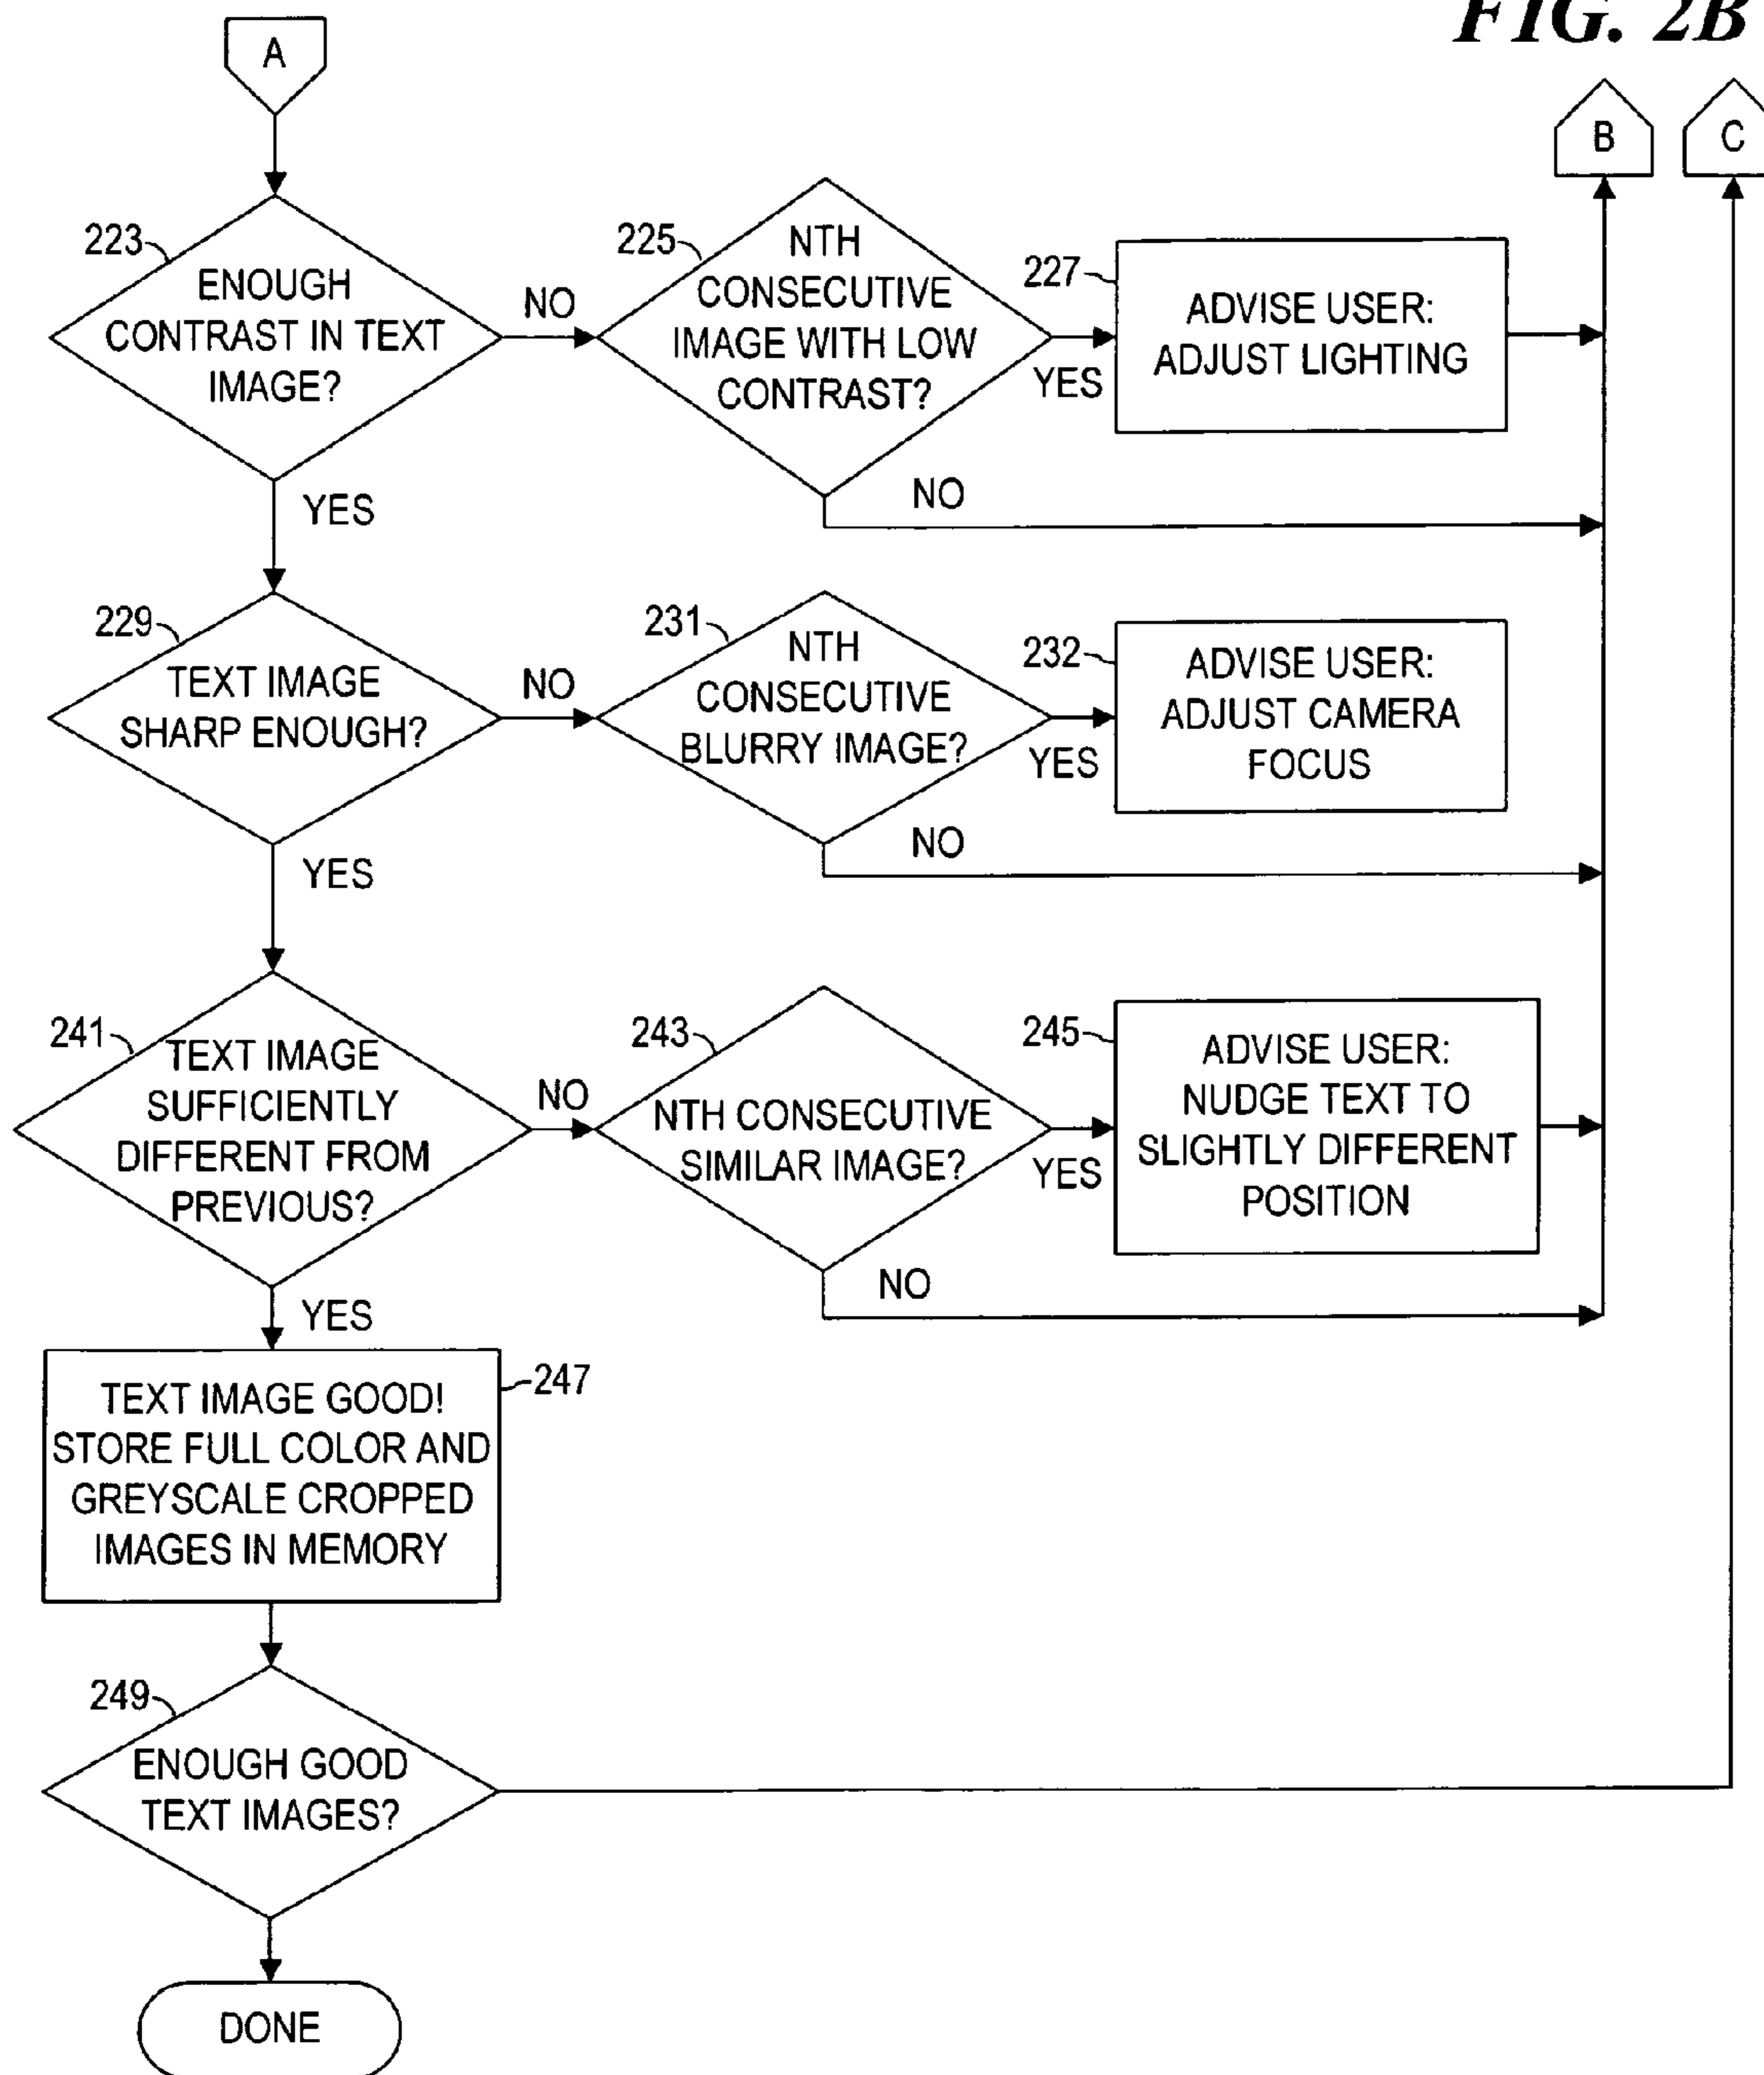 FIG. 2B
A
B
C
223
ENOUGH
CONTRAST IN TEXT
IMAGE?
NO
225
NTH
CONSECUTIVE
IMAGE WITH LOW
CONTRAST?
YES
227
ADVISE USER:
ADJUST LIGHTING
NO
YES
229
TEXT IMAGE
SHARP ENOUGH?
NO
231
NTH
CONSECUTIVE
BLURRY IMAGE?
YES
232
ADVISE USER:
ADJUST CAMERA
FOCUS
NO
YES
241
TEXT IMAGE
SUFFICIENTLY
DIFFERENT FROM
PREVIOUS?
NO
243
NTH CONSECUTIVE
SIMILAR IMAGE?
YES
245
ADVISE USER:
NUDGE TEXT TO
SLIGHTLY DIFFERENT
POSITION
NO
YES
247
TEXT IMAGE GOOD!
STORE FULL COLOR AND
GREYSCALE CROPPED
IMAGES IN MEMORY
249
ENOUGH GOOD
TEXT IMAGES?
DONE